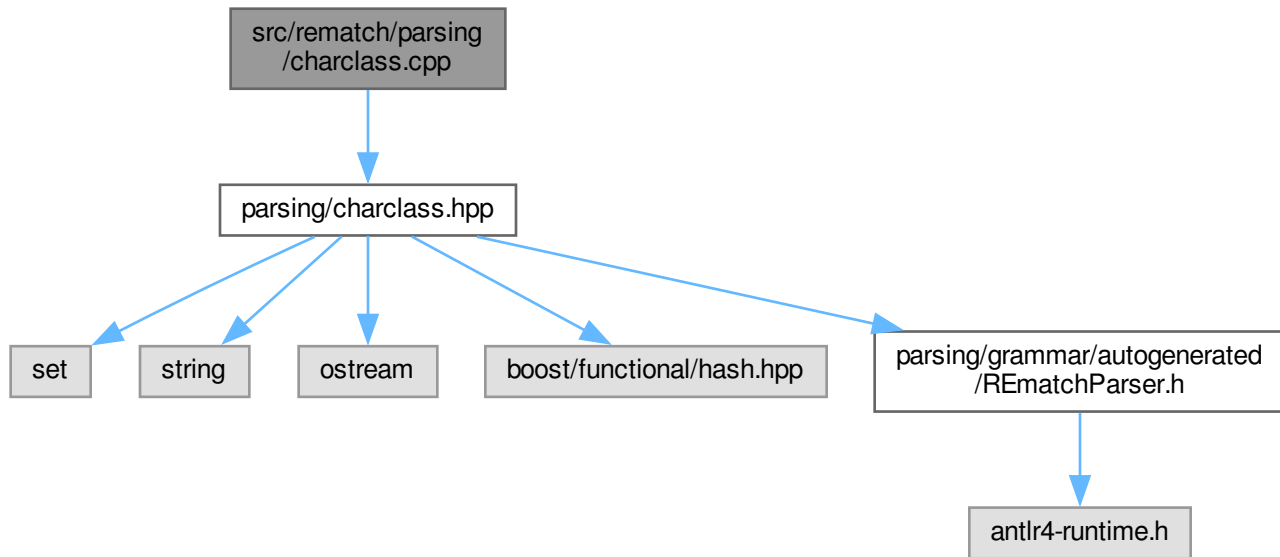 src/rematch/parsing
/charclass.cpp
parsing/charclass.hpp
set
string
ostream
boost/functional/hash.hpp
parsing/grammar/autogenerated
/REmatchParser.h
antlr4-runtime.h